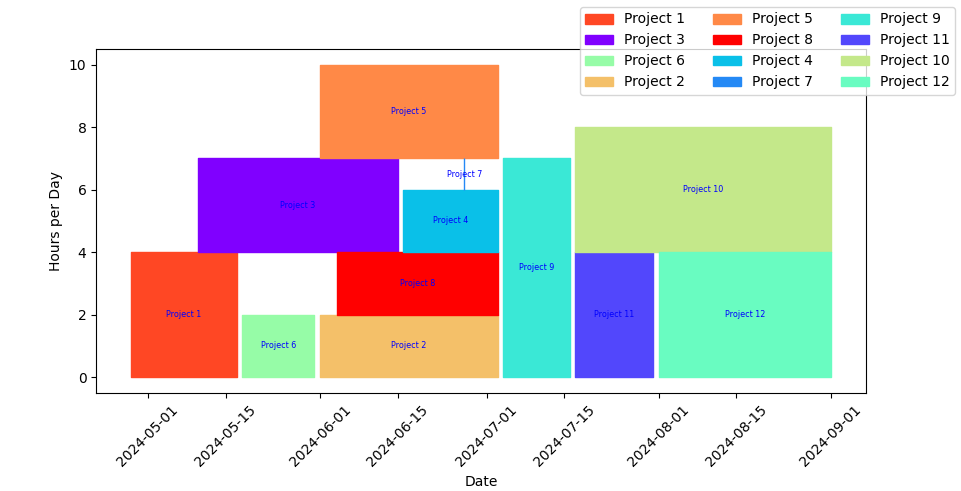 Project 1 Project 5 Project 9
Project 3 Project 8 Project 11
Project 6 Project 4 Project 10
Project 2 Project 7 Project 12
10
8
6
4
2
0
Hours per Day
Project 5
Project 7
Project 10
Project 3
Project 4
Project 9
Project 8
Project 1
Project 11
Project 12
Project 6
Project 2
2024-05-01
2024-05-15
2024-06-01
2024-06-15
2024-07-01
2024-07-15
2024-08-01
2024-08-15
2024-09-01
Date